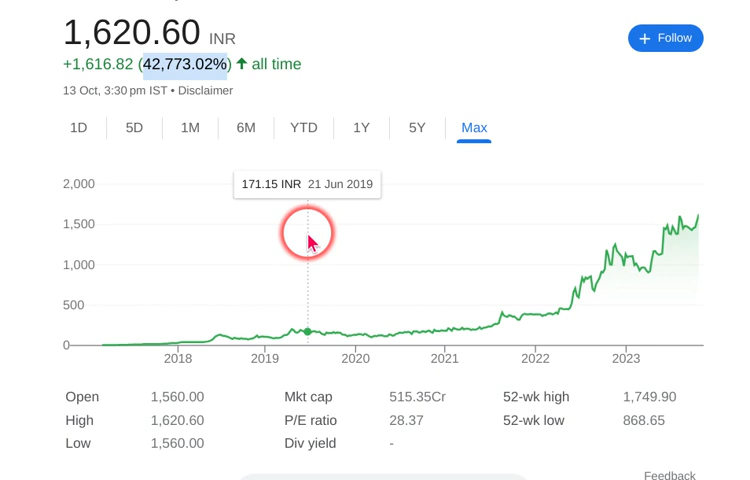 1,620.60 INR
+ Follow
+1,616.82 (42,773.02%) ↑ all time
13 Oct, 3:30 pm IST • Disclaimer
1D 5D 1M 6M YTD 1Y 5Y Max
171.15 INR 21 Jun 2019
2,000
1,500
1,000
500
0
2018 2019 2020 2021 2022 2023
Open 1,560.00 Mkt cap 515.35Cr 52-wk high 1,749.90
High 1,620.60 P/E ratio 28.37 52-wk low 868.65
Low 1,560.00 Div yield -
Feedback